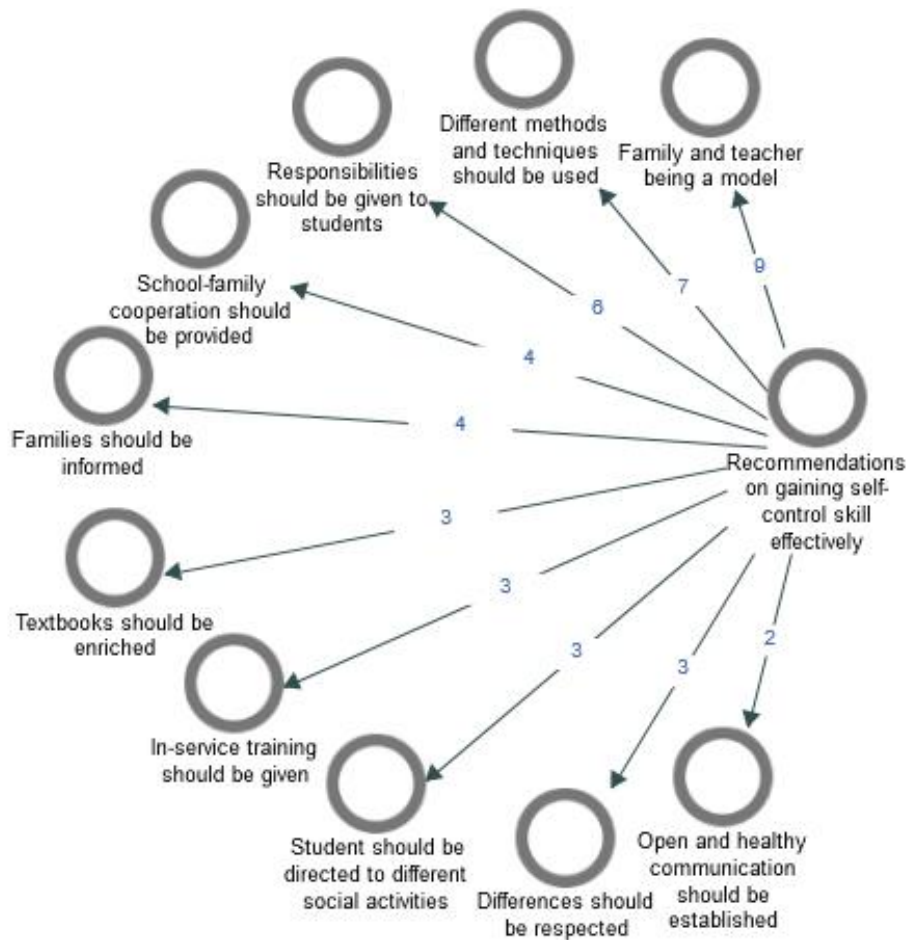 Different methods
and techniques
should be used
Family and teacher
being a model
Responsibilities
should be given to
students
School-family
cooperation should
be provided
Families should be
informed
Textbooks should be
enriched
In-service training
should be given
Student should be
directed to different
social activities
Differences should
be respected
Open and healthy
communication
should be
established
Recommendations
on gaining self-
control skill
effectively
9
7
6
4
4
3
3
3
3
2